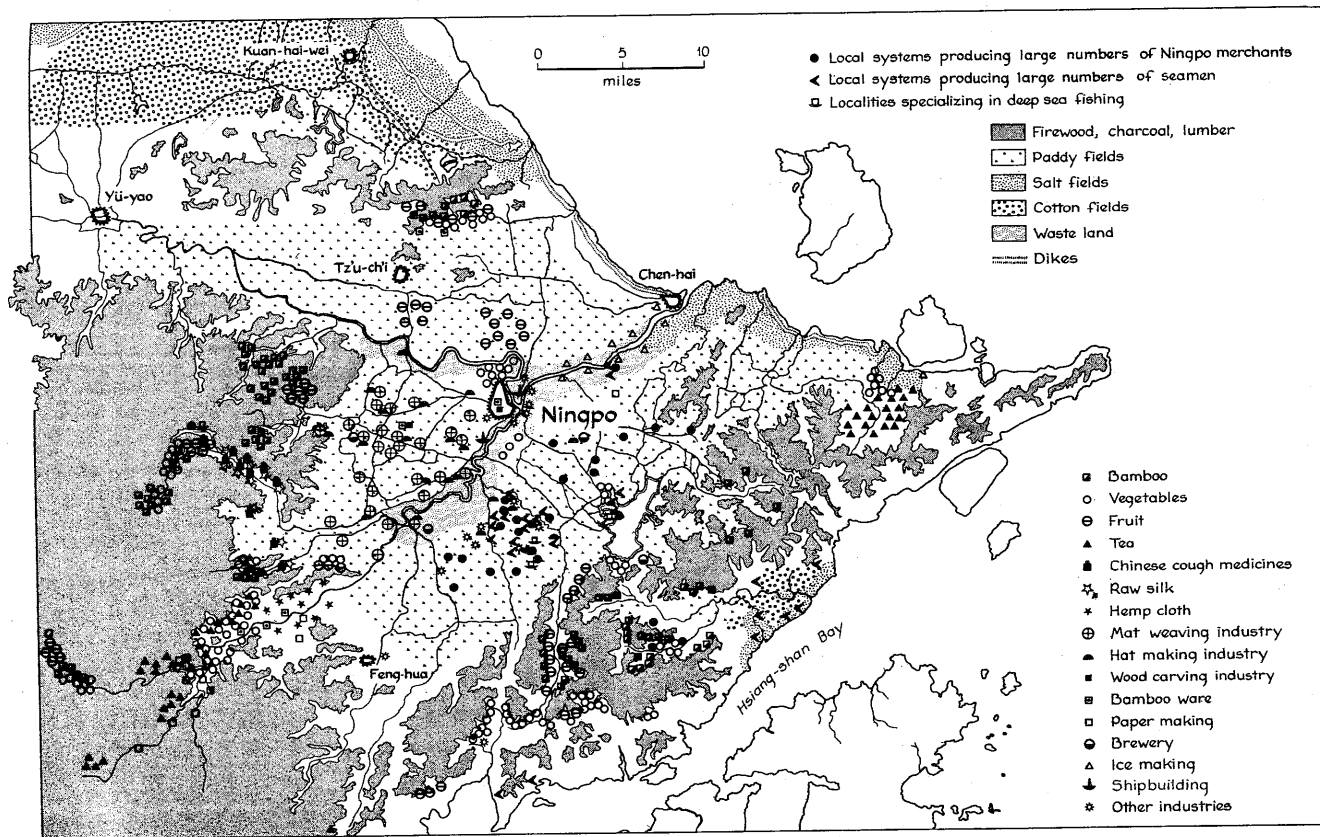 Kuan-hai-wei
0 5 10
miles
Local systems producing large numbers of Ningpo merchants
Local systems producing large numbers of seamen
Localities specializing in deep sea fishing
Firewood, charcoal, lumber
Paddy fields
Salt fields
Cotton fields
Waste land
Dikes
Yü-yao
Tz'u-ch'i
Chen-hai
Ningpo
Feng-hua
Hsiang-shan Bay
Bamboo
Vegetables
Fruit
Tea
Chinese cough medicines
Raw silk
Hemp cloth
Mat weaving industry
Hat making industry
Wood carving industry
Bamboo ware
Paper making
Brewery
Ice making
Shipbuilding
Other industries